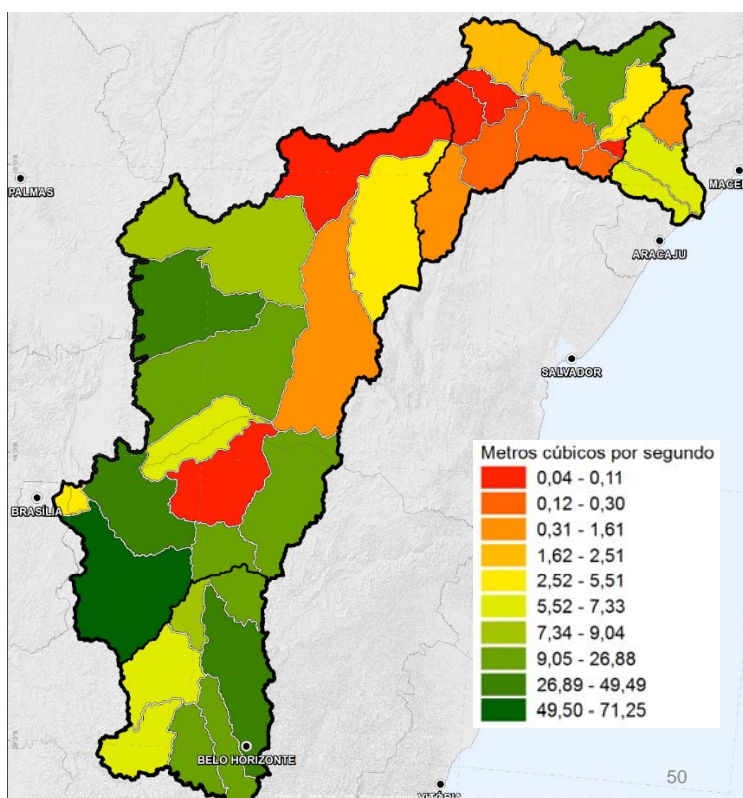 PALMAS
MACEI
ARACAJU
SALVADOR
Metros cúbicos por segundo
0,04 - 0,11
0,12 - 0,30
0,31 - 1,61
1,62 - 2,51
2,52 - 5,51
5,52 - 7,33
7,34 - 9,04
9,05 - 26,88
26,89 - 49,49
49,50 - 71,25
BRASÍLIA
BELO HORIZONTE
VITÓRIA
50